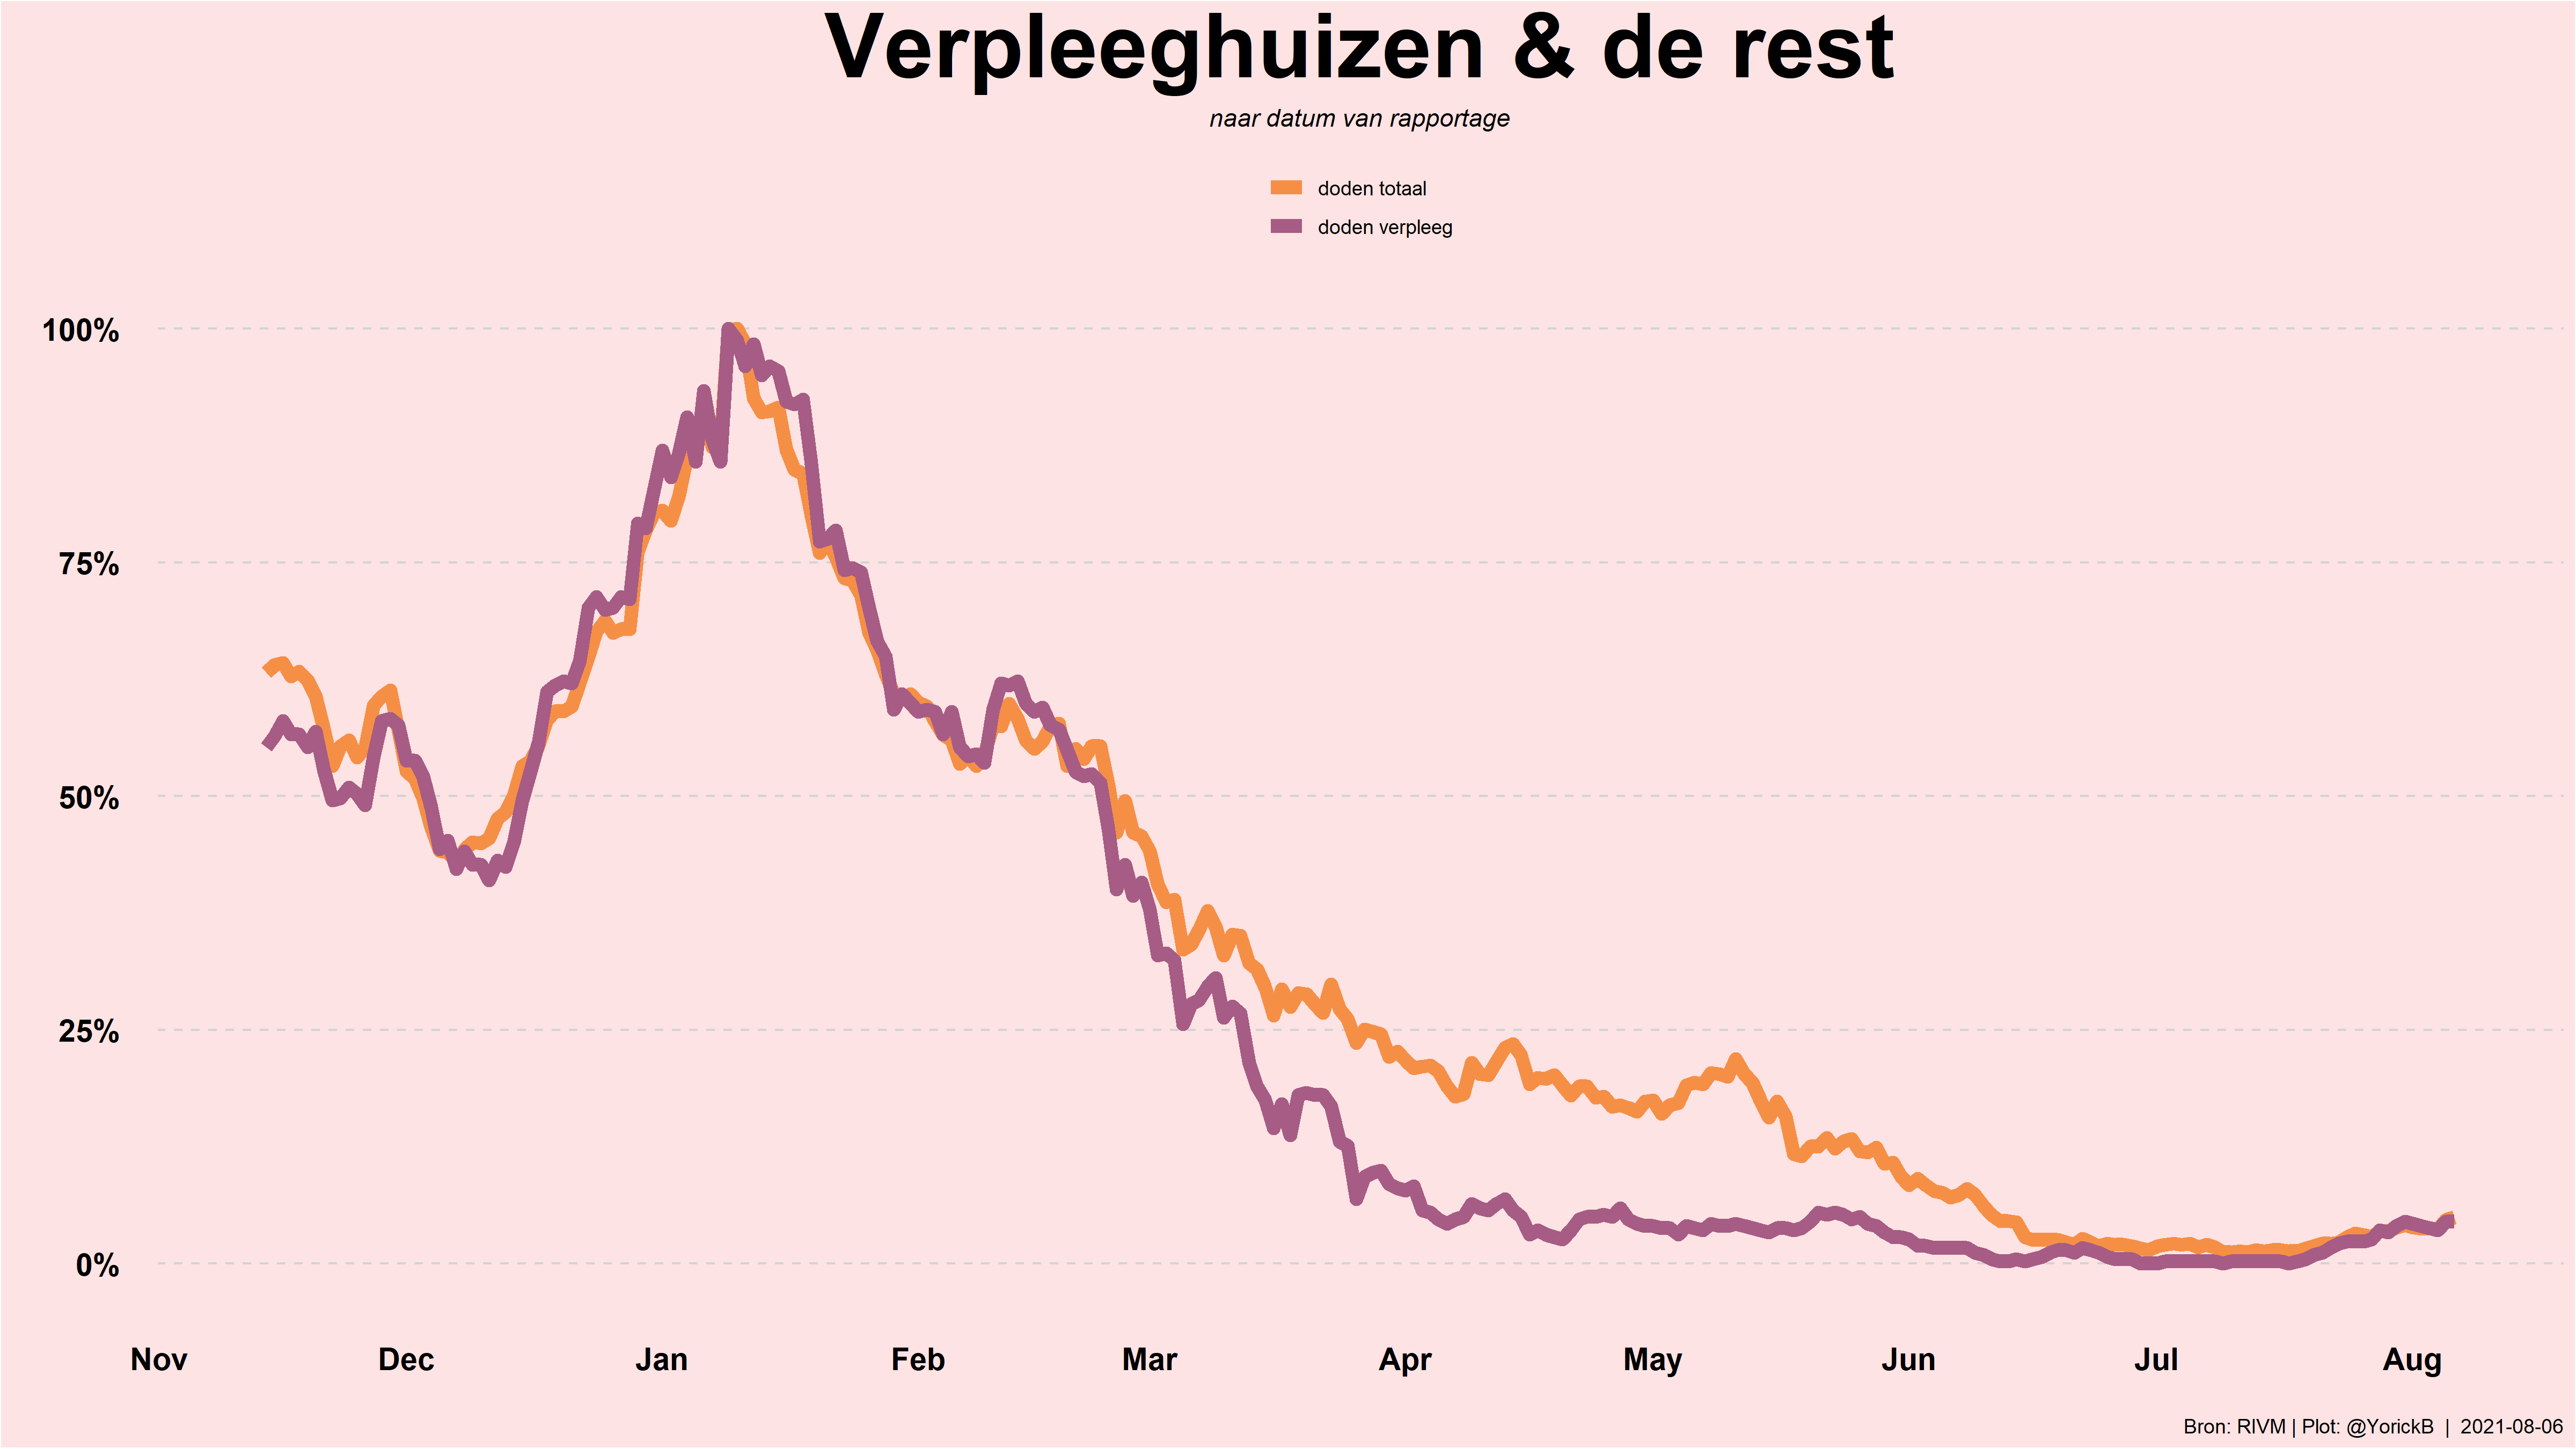 Verpleeghuizen & de rest
naar datum van rapportage
doden totaal
doden verpleeg
100%
75%
50%
25%
0%
Nov Dec Jan Feb Mar Apr May Jun Jul Aug
Bron: RIVM | Plot: @YorickB | 2021-08-06